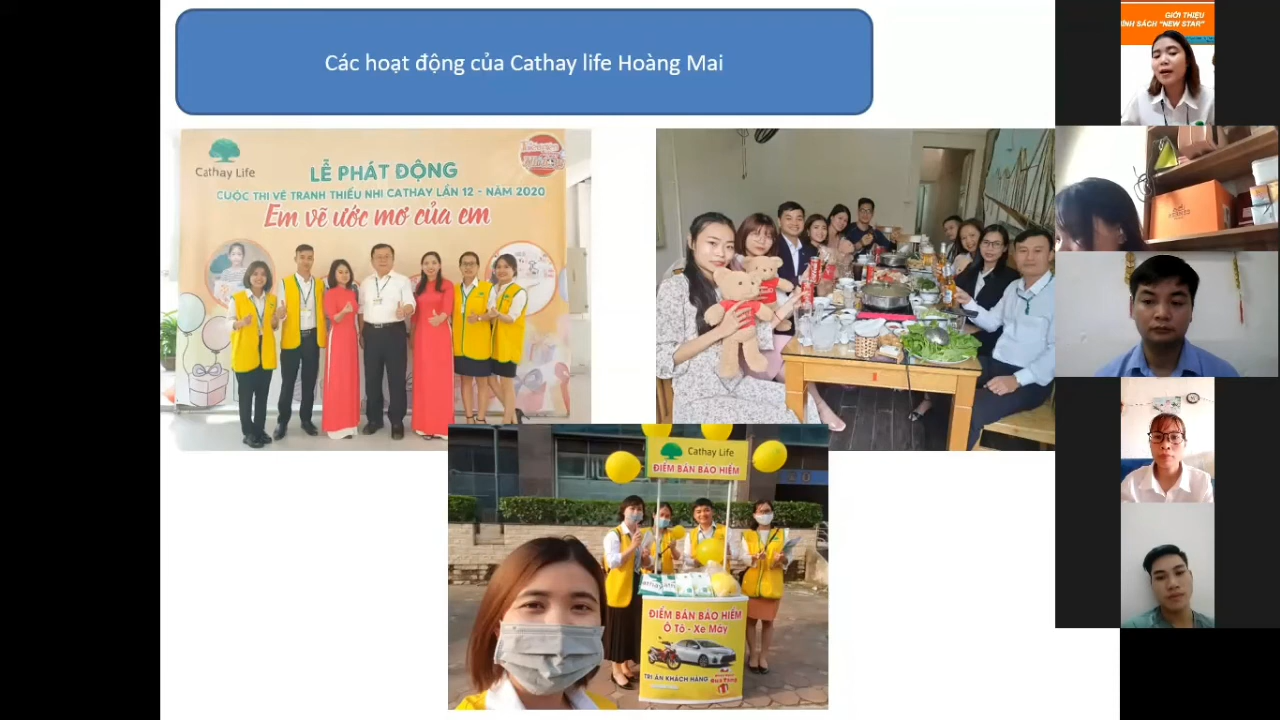 Các hoạt động của Cathay life Hoàng Mai
GIỚI THIỆU
ÍNH SÁCH "NEW STAR"
Cathay Life
LỄ PHÁT ĐỘNG
CUỘC THI VẼ TRANH THIẾU NHI CATHAY LẦN 12 - NĂM 2020
Em vẽ ước mơ của em
Cathay Life
ĐIỂM BÁN BẢO HIỂM
ĐIỂM BÁN BẢO HIỂM
Ô Tô - Xe Máy
TRI ÂN KHÁCH HÀNG